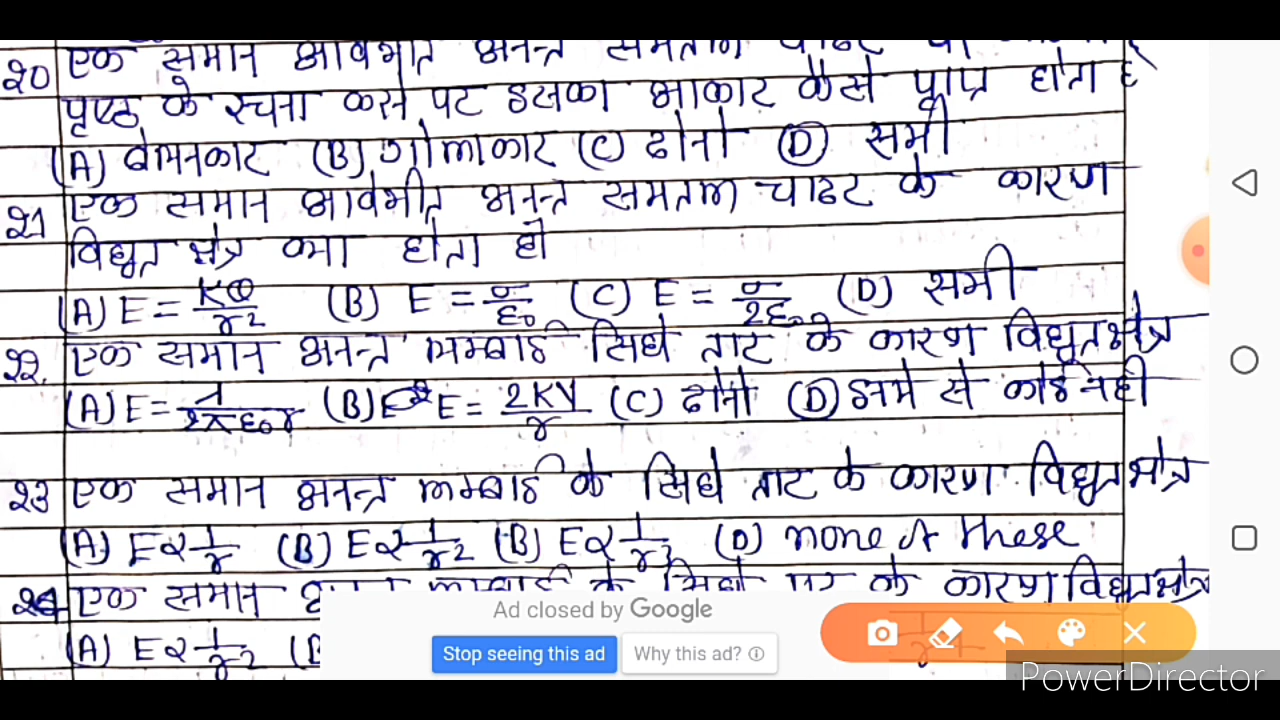 20 एक समान आवेभीत अनन्त समतल चादर
पृष्ठ के रचना करने पर इसका आकार कैसे प्राप्त होता है
(A) बेलनकार (B) गोलाकार (C) दोनो (D) सभी
21 एक समान आवेभीत अनन्त समतल चादर के कारण
विधुत क्षेत्र क्या होता है
(A) E = KQ/r² (B) E = σ/ε₀ (C) E = σ/2ε₀ (D) सभी
22. एक समान अनन्त लम्बाई सिधे तार के कारण विधुत क्षेत्र
(A) E = λ/2πε₀r (B) E = 2Kλ/r (C) दोनो (D) इनमे से कोई नही
23 एक समान अनन्त लम्बाई के सिधे तार के कारण विधुत क्षेत्र
(A) E∝1/r (B) E∝1/r² (B) E∝1/r³ (D) none of these
24 एक समान के कारण विधुत क्षेत्र
(A) E∝1/r²
Ad closed by Google
Stop seeing this ad Why this ad?
PowerDirector